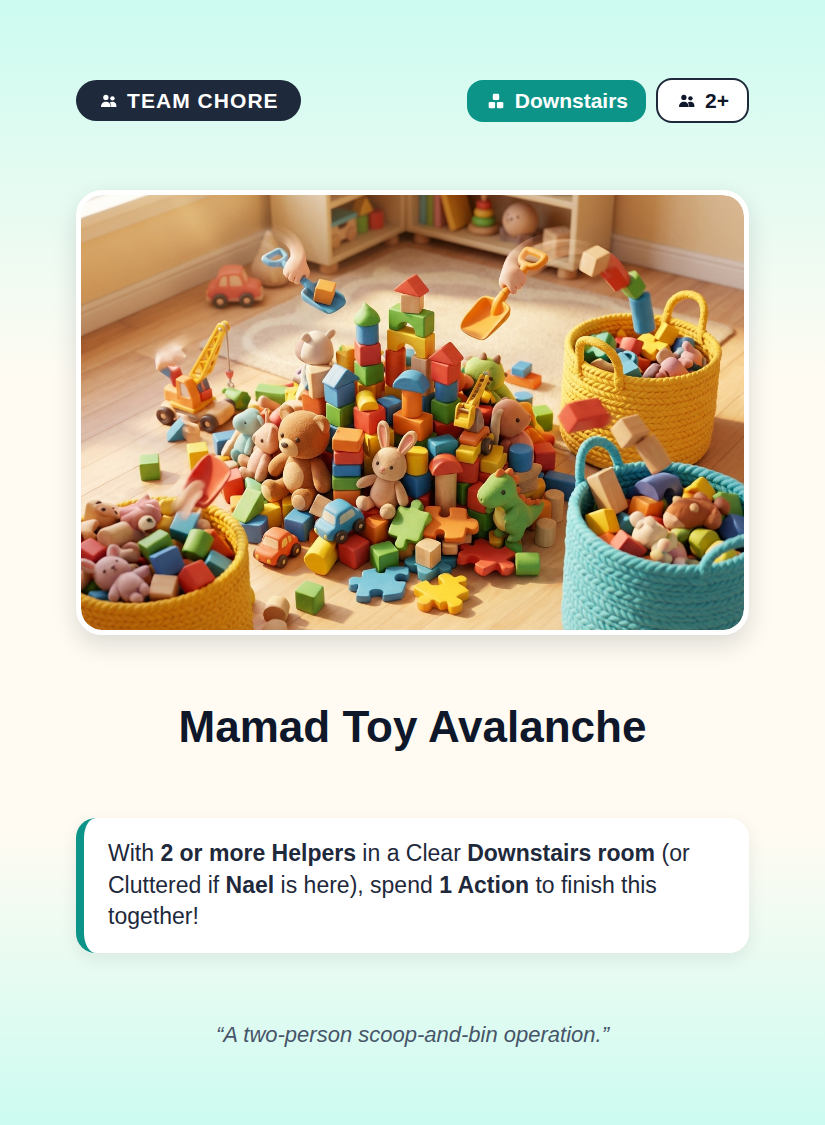 TEAM CHORE
Downstairs
2+
Mamad Toy Avalanche
With 2 or more Helpers in a Clear Downstairs room (or
Cluttered if Nael is here), spend 1 Action to finish this
together!
“A two-person scoop-and-bin operation.”